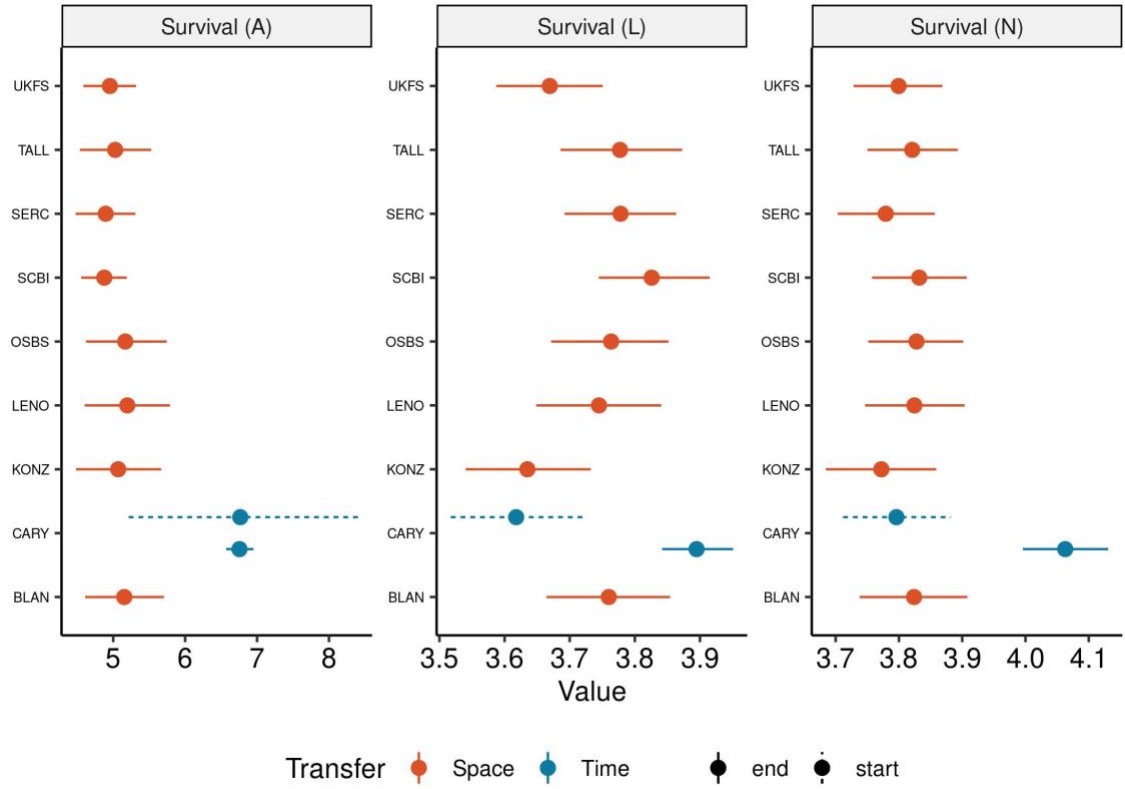 Survival (A) Survival (L) Survival (N)
UKFS UKFS UKFS
TALL TALL TALL
SERC SERC SERC
SCBI SCBI SCBI
OSBS OSBS OSBS
LENO LENO LENO
KONZ KONZ KONZ
CARY CARY CARY
BLAN BLAN BLAN
5 6 7 8 3.5 3.6 3.7 3.8 3.9 3.7 3.8 3.9 4.0 4.1
Value
Transfer Space Time end start